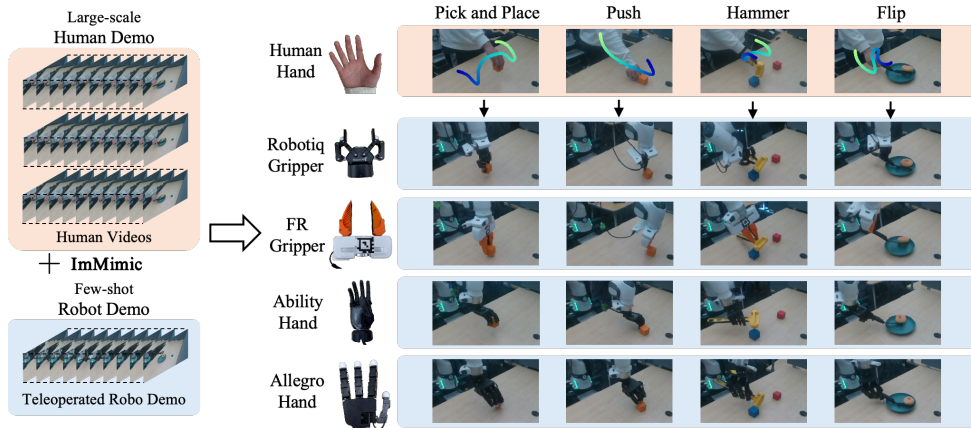 Large-scale
Human Demo
Human Videos
ImMimic
Few-shot
Robot Demo
Teleoperated Robo Demo
Pick and Place
Push
Hammer
Flip
Human
Hand
Robotiq
Gripper
FR
Gripper
Ability
Hand
Allegro
Hand